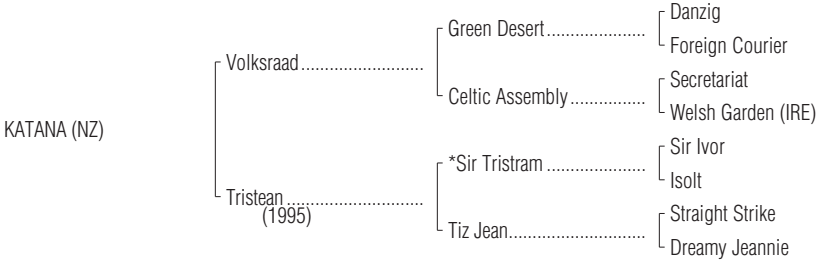 Danzig
Green Desert.....................
Foreign Courier
Volksraad..........................
Secretariat
Celtic Assembly................
Welsh Garden (IRE)
KATANA (NZ)
Sir Ivor
*Sir Tristram .....................
Isolt
Tristean .............................
(1995)
Straight Strike
Tiz Jean.............................
Dreamy Jeannie